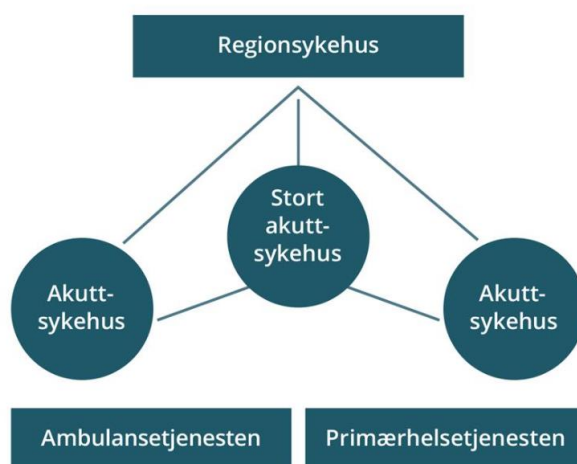 Regionsykehus
Stort
akutt-
sykehus
Akutt-
sykehus
Akutt-
sykehus
Ambulansetjenesten
Primærhelsetjenesten